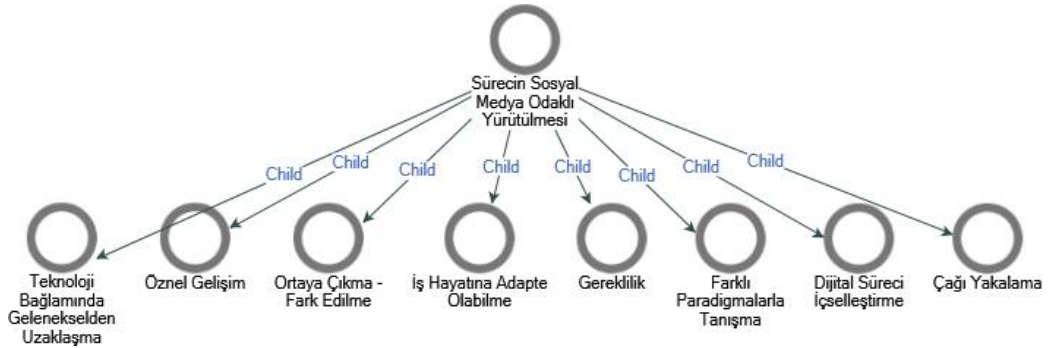 Sürecin Sosyal
Medya Odaklı
Yürütülmesi
Child
Child
Child
Child
Child
Child
Child
Child
Teknoloji
Bağlamında
Gelenekselden
Uzaklaşma
Öznel Gelişim
Ortaya Çıkma -
Fark Edilme
İş Hayatına Adapte
Olabilme
Gereklilik
Farklı
Paradigmalarla
Tanışma
Dijital Süreci
İçselleştirme
Çağı Yakalama